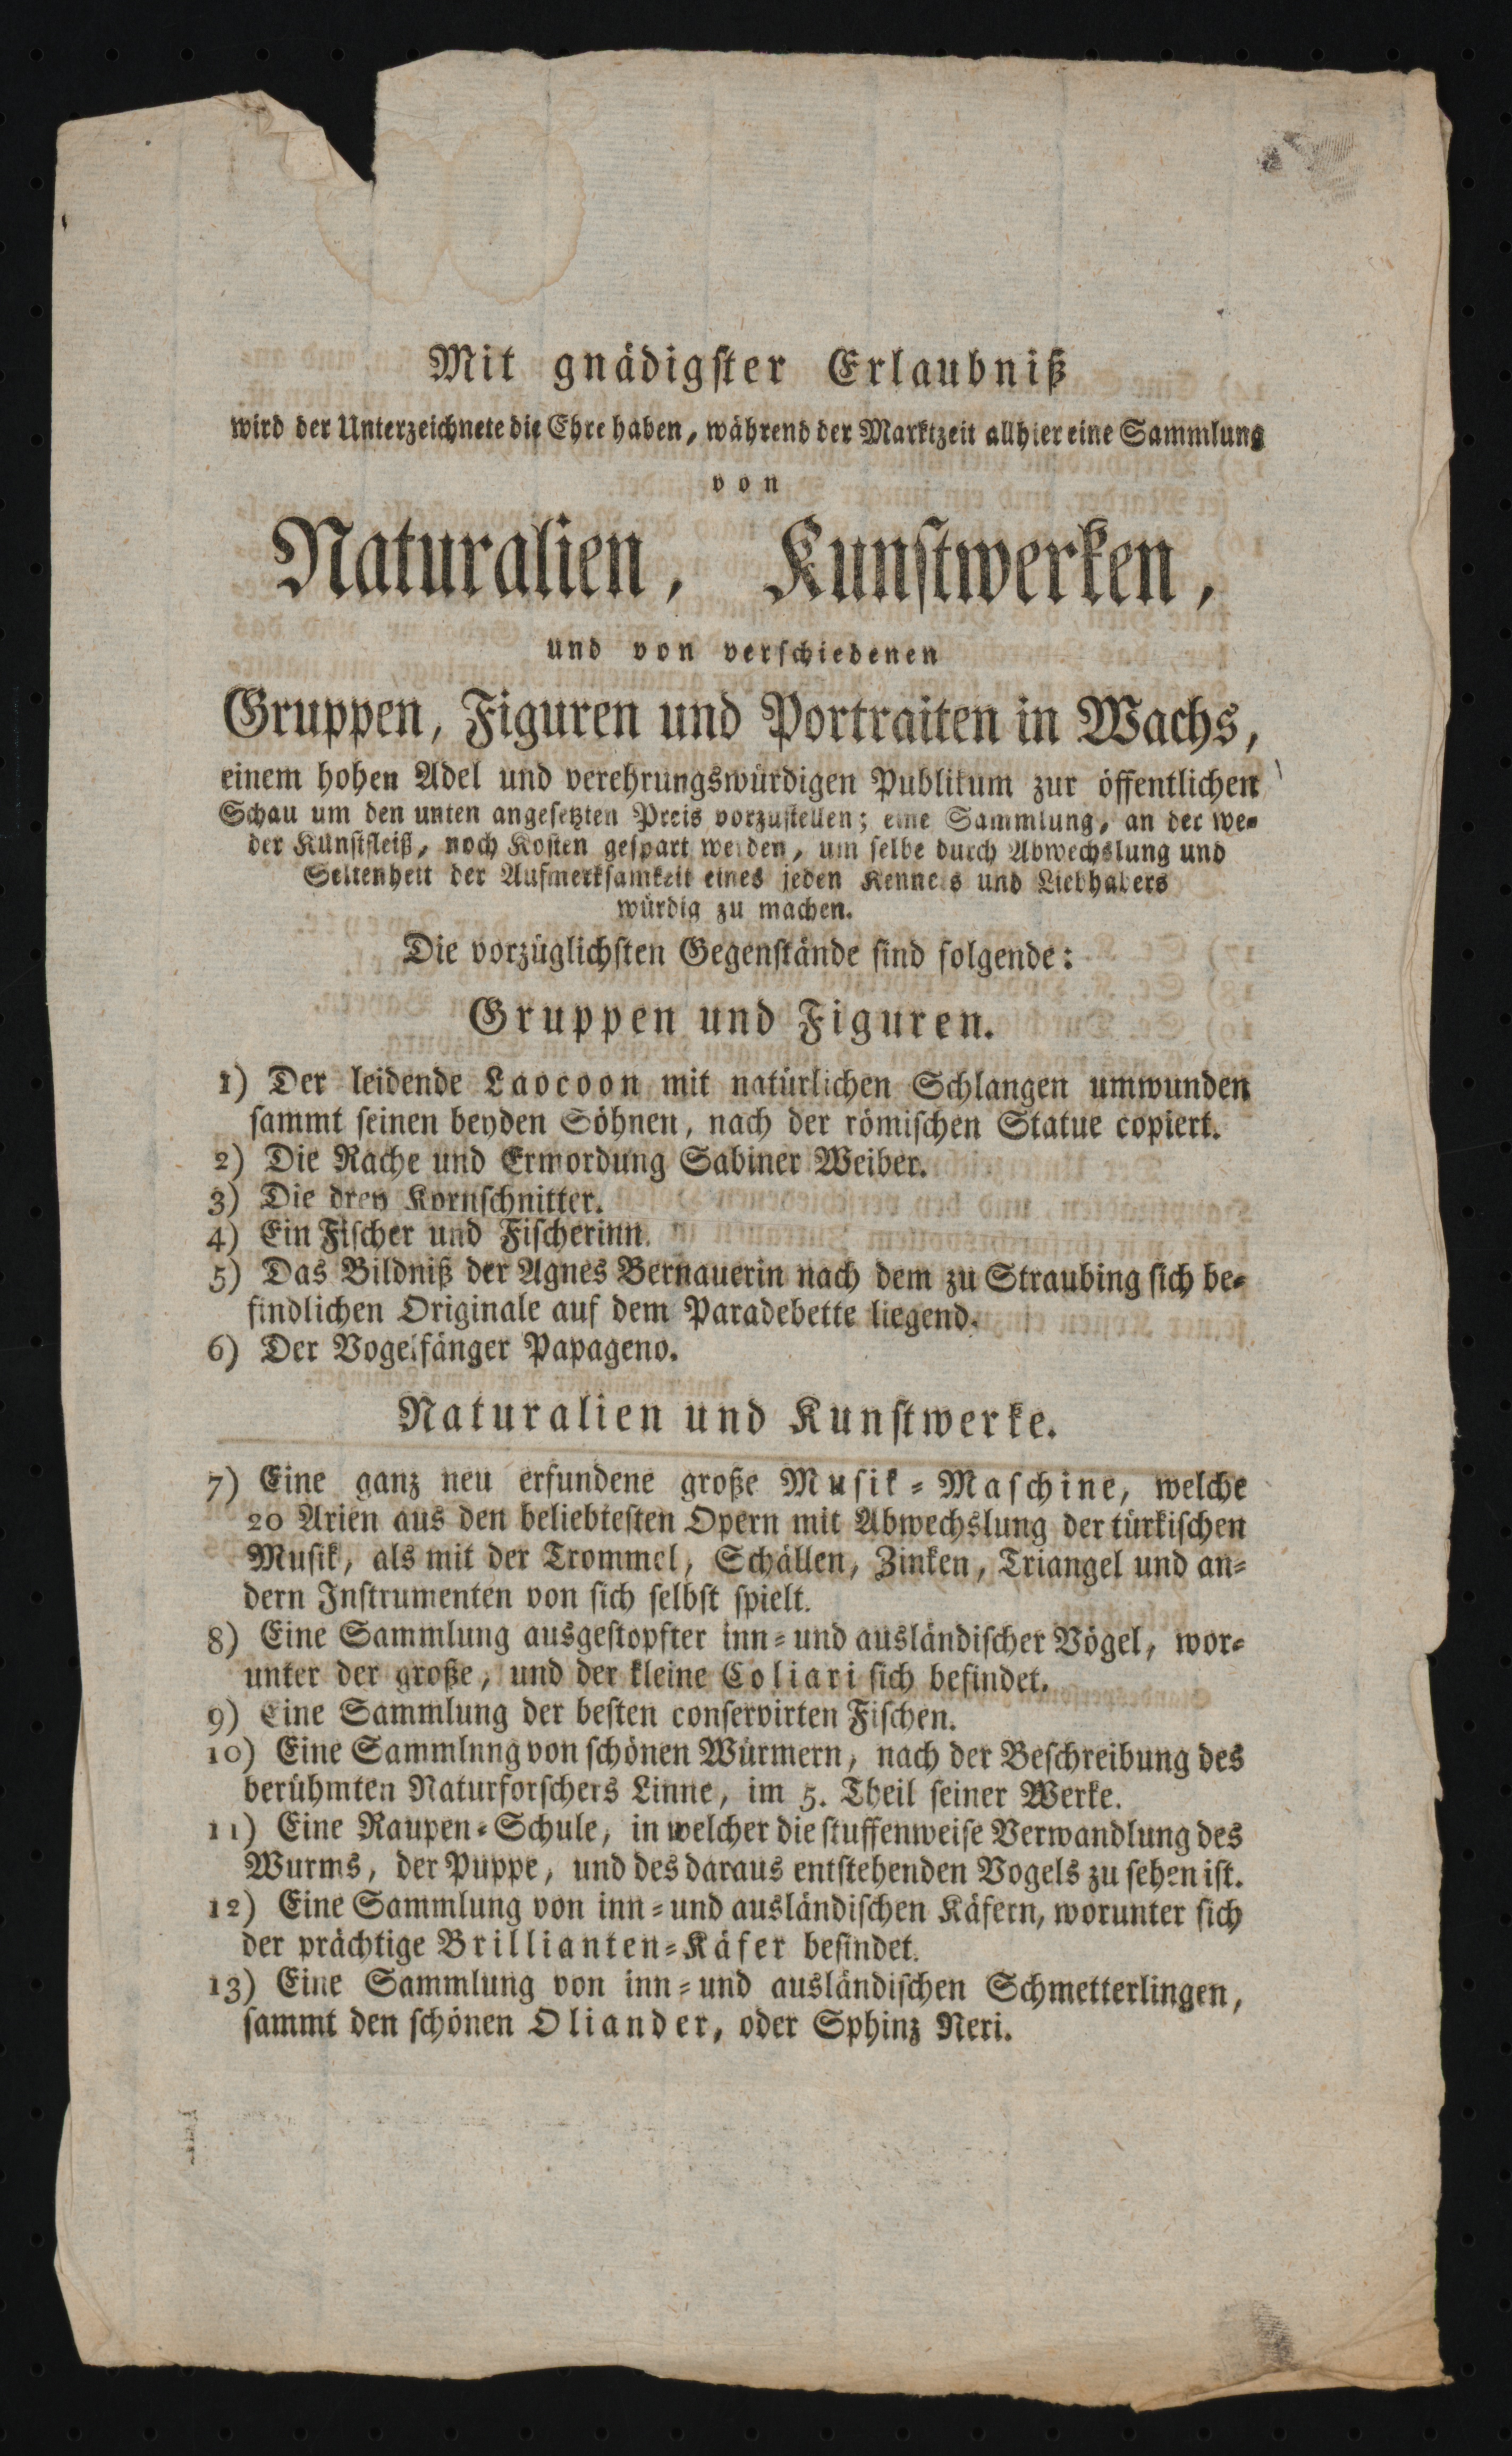 Mit gnädigster Erlaubniß
wird der Unterzeichnete die Ehre haben, während der Marktzeit allhier eine Sammlung
von
Naturalien, Kunstwerken,
und von verschiedenen
Gruppen, Figuren und Portraiten in Wachs,
einem hohen Adel und verehrungswürdigen Publikum zur öffentlichen
Schau um den unten angesetzten Preis vorzustellen; eine Sammlung, an der we-
der Kunstfleiß, noch Kosten gespart werden, um selbe durch Abwechslung und
Seltenheit der Aufmerksamkeit eines jeden Kenners und Liebhabers
würdig zu machen.
Die vorzüglichsten Gegenstände sind folgende:
Gruppen und Figuren.
1) Der leidende Laocoon mit natürlichen Schlangen umwunden
sammt seinen beyden Söhnen, nach der römischen Statue copiert.
2) Die Rache und Ermordung Sabiner Weiber.
3) Die drey Kornschnitter.
4) Ein Fischer und Fischerinn.
5) Das Bildniß der Agnes Bernauerin nach dem zu Straubing sich be-
findlichen Originale auf dem Paradebette liegend.
6) Der Vogelfänger Papageno.
Naturalien und Kunstwerke.
7) Eine ganz neu erfundene große Musik-Maschine, welche
20 Arien aus den beliebtesten Opern mit Abwechslung der türkischen
Musik, als mit der Trommel, Schällen, Zinken, Triangel und an-
dern Instrumenten von sich selbst spielt.
8) Eine Sammlung ausgestopfter inn- und ausländischer Vögel, wor-
unter der große, und der kleine Coliari sich befindet.
9) Eine Sammlung der besten conservirten Fischen.
10) Eine Sammlnng von schönen Würmern, nach der Beschreibung des
berühmten Naturforschers Linne, im 5. Theil seiner Werke.
11) Eine Raupen-Schule, in welcher die stuffenweise Verwandlung des
Wurms, der Puppe, und des daraus entstehenden Vogels zu sehen ist.
12) Eine Sammlung von inn- und ausländischen Käfern, worunter sich
der prächtige Brillianten-Käfer befindet.
13) Eine Sammlung von inn- und ausländischen Schmetterlingen,
sammt den schönen Oliander, oder Sphinz Neri.